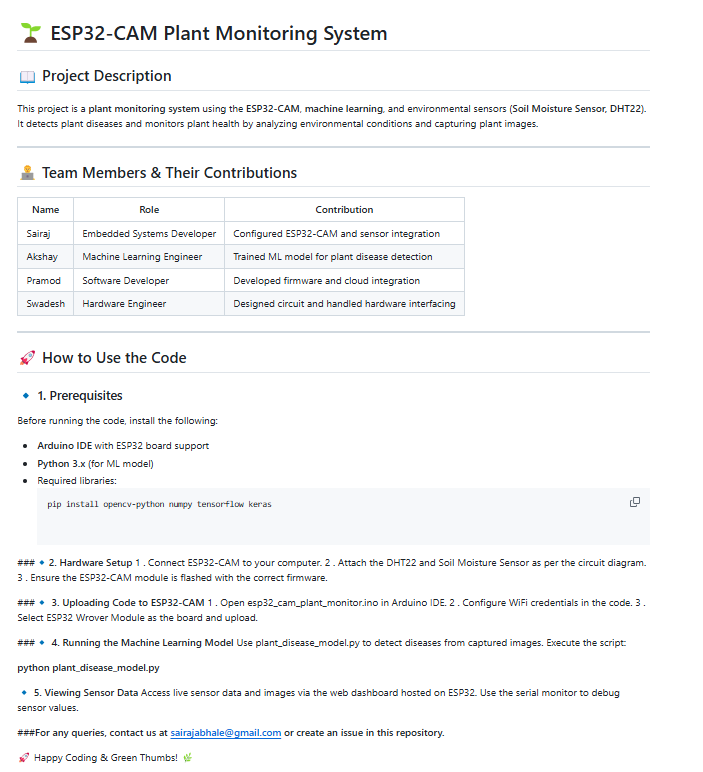 🌱 ESP32-CAM Plant Monitoring System
📖 Project Description
This project is a plant monitoring system using the ESP32-CAM, machine learning, and environmental sensors (Soil Moisture Sensor, DHT22).
It detects plant diseases and monitors plant health by analyzing environmental conditions and capturing plant images.
🧑‍💻 Team Members & Their Contributions
Name Role Contribution
Sairaj Embedded Systems Developer Configured ESP32-CAM and sensor integration
Akshay Machine Learning Engineer Trained ML model for plant disease detection
Pramod Software Developer Developed firmware and cloud integration
Swadesh Hardware Engineer Designed circuit and handled hardware interfacing
🚀 How to Use the Code
🔹 1. Prerequisites
Before running the code, install the following:
• Arduino IDE with ESP32 board support
• Python 3.x (for ML model)
• Required libraries:
pip install opencv-python numpy tensorflow keras
### 🔹 2. Hardware Setup 1 . Connect ESP32-CAM to your computer. 2 . Attach the DHT22 and Soil Moisture Sensor as per the circuit diagram.
3 . Ensure the ESP32-CAM module is flashed with the correct firmware.
### 🔹 3. Uploading Code to ESP32-CAM 1 . Open esp32_cam_plant_monitor.ino in Arduino IDE. 2 . Configure WiFi credentials in the code. 3 .
Select ESP32 Wrover Module as the board and upload.
### 🔹 4. Running the Machine Learning Model Use plant_disease_model.py to detect diseases from captured images. Execute the script:
python plant_disease_model.py
🔹 5. Viewing Sensor Data Access live sensor data and images via the web dashboard hosted on ESP32. Use the serial monitor to debug
sensor values.
###For any queries, contact us at sairajabhale@gmail.com or create an issue in this repository.
🚀 Happy Coding & Green Thumbs! 🌿